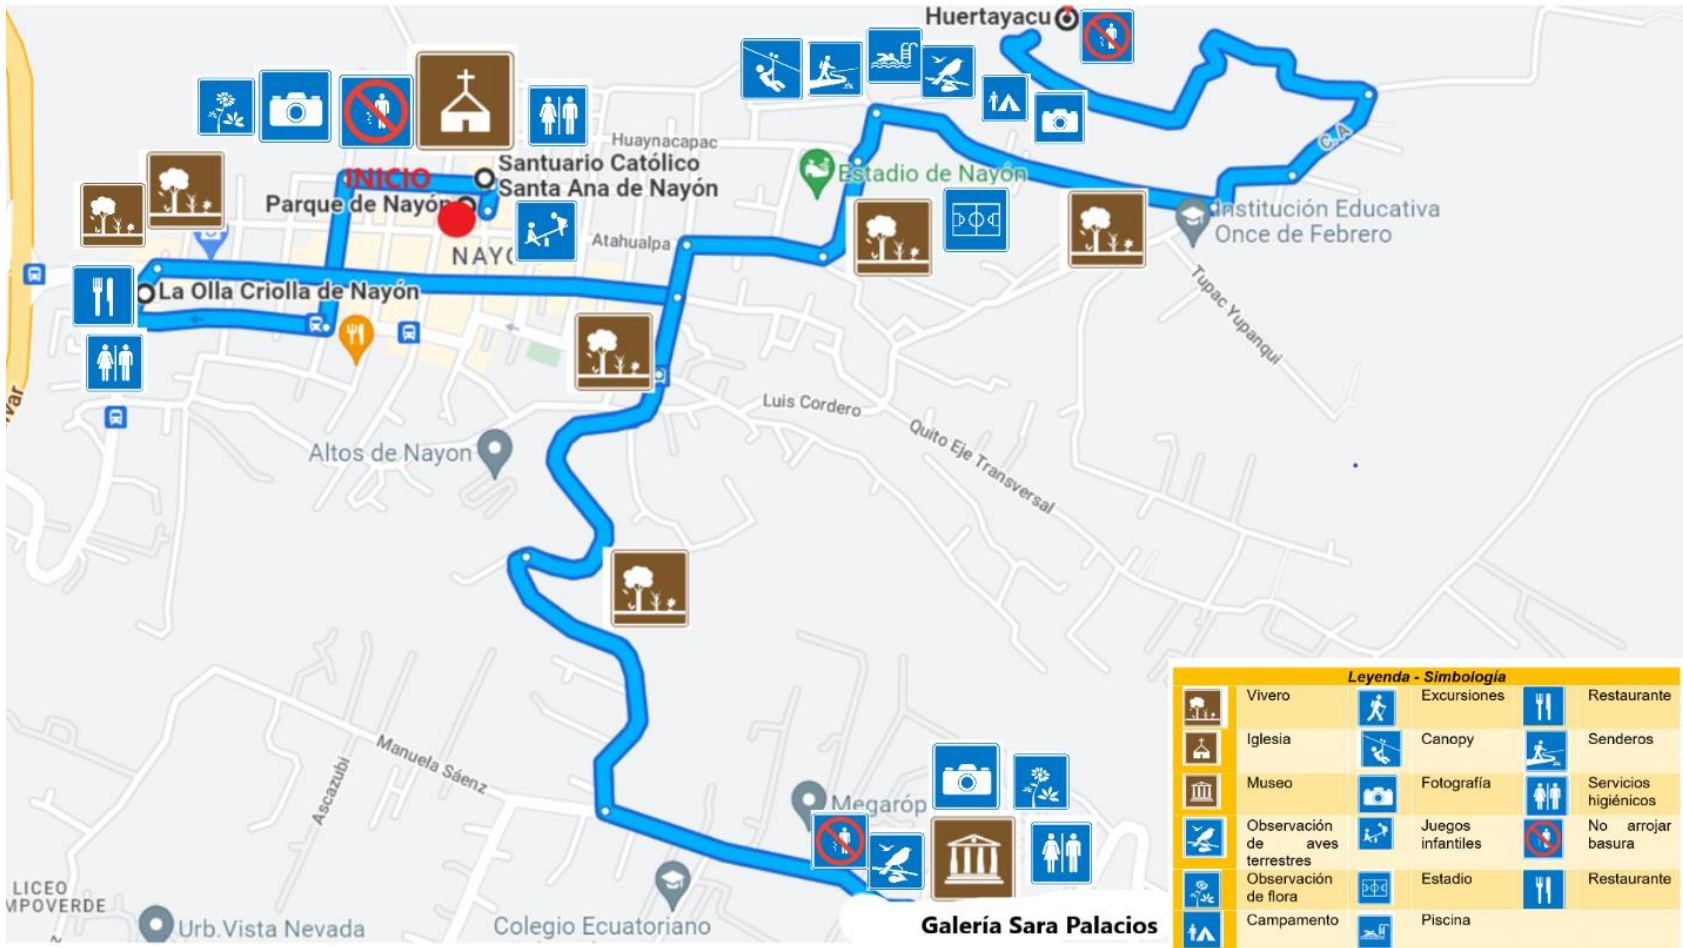 Huertayacu
Huaynacapac
Santuario Católico
Santa Ana de Nayón
INICIO
Parque de Nayón
Estadio de Nayón
C.A
Institución Educativa
Once de Febrero
Atahualpa
NAYO
La Olla Criolla de Nayón
Tupac Yupanqui
Luis Cordero
Quito Eje Transversal
var
Altos de Nayon
Manuela Sáenz
Ascazubi
Megaróp
LICEO
MPOVERDE
Urb.Vista Nevada
Colegio Ecuatoriano
Galería Sara Palacios
Leyenda - Simbología
Vivero
Excursiones
Restaurante
Iglesia
Canopy
Senderos
Museo
Fotografía
Servicios
higiénicos
Observación
de aves
terrestres
Juegos
infantiles
No arrojar
basura
Observación
de flora
Estadio
Restaurante
Campamento
Piscina